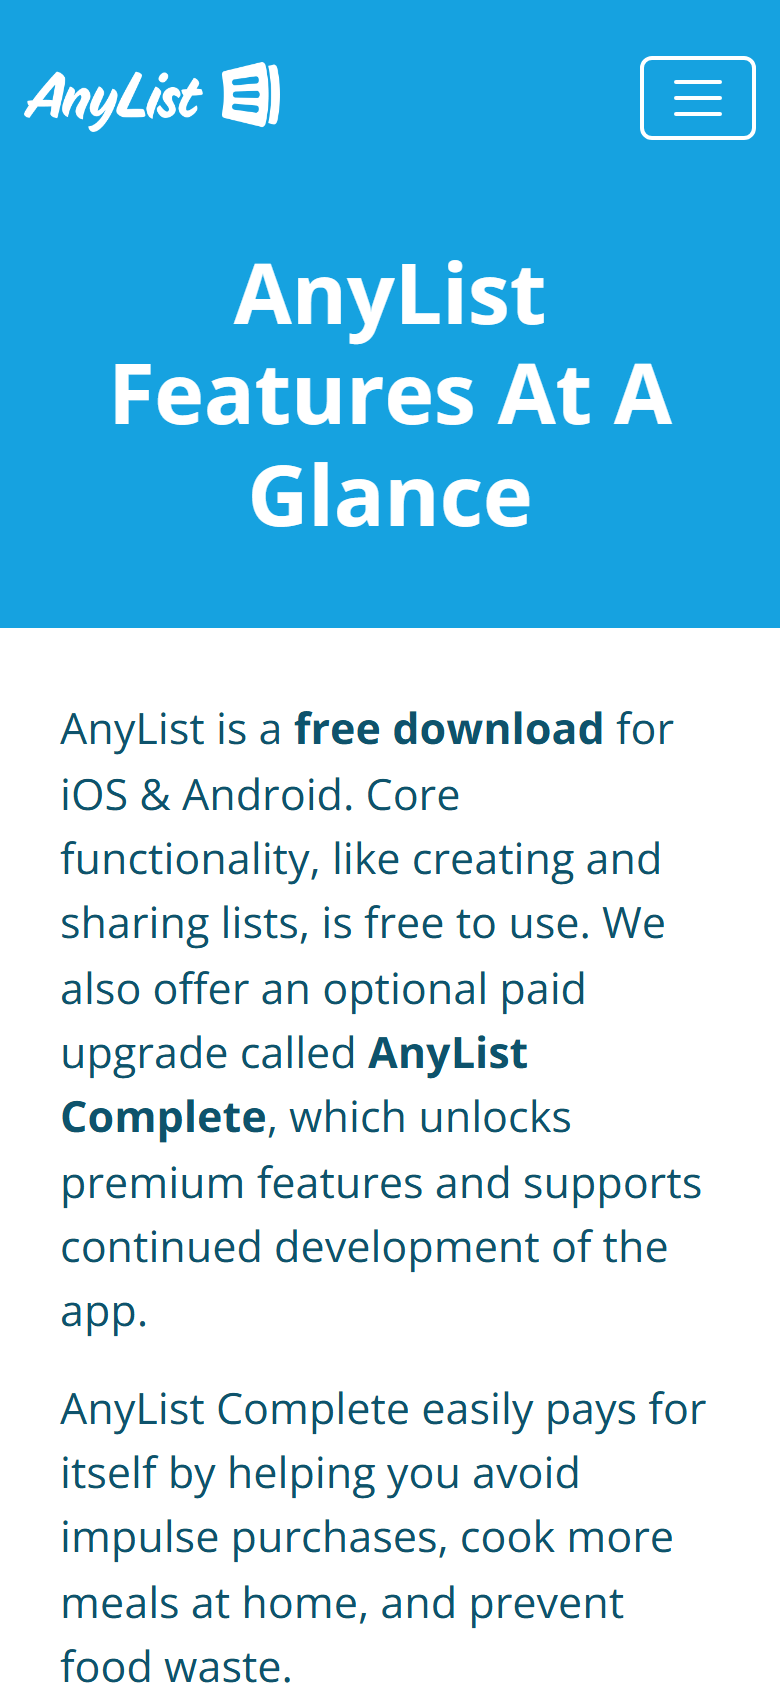 AnyList
AnyList
Features At A
Glance
AnyList is a free download for
iOS & Android. Core
functionality, like creating and
sharing lists, is free to use. We
also offer an optional paid
upgrade called AnyList
Complete, which unlocks
premium features and supports
continued development of the
app.
AnyList Complete easily pays for
itself by helping you avoid
impulse purchases, cook more
meals at home, and prevent
food waste.